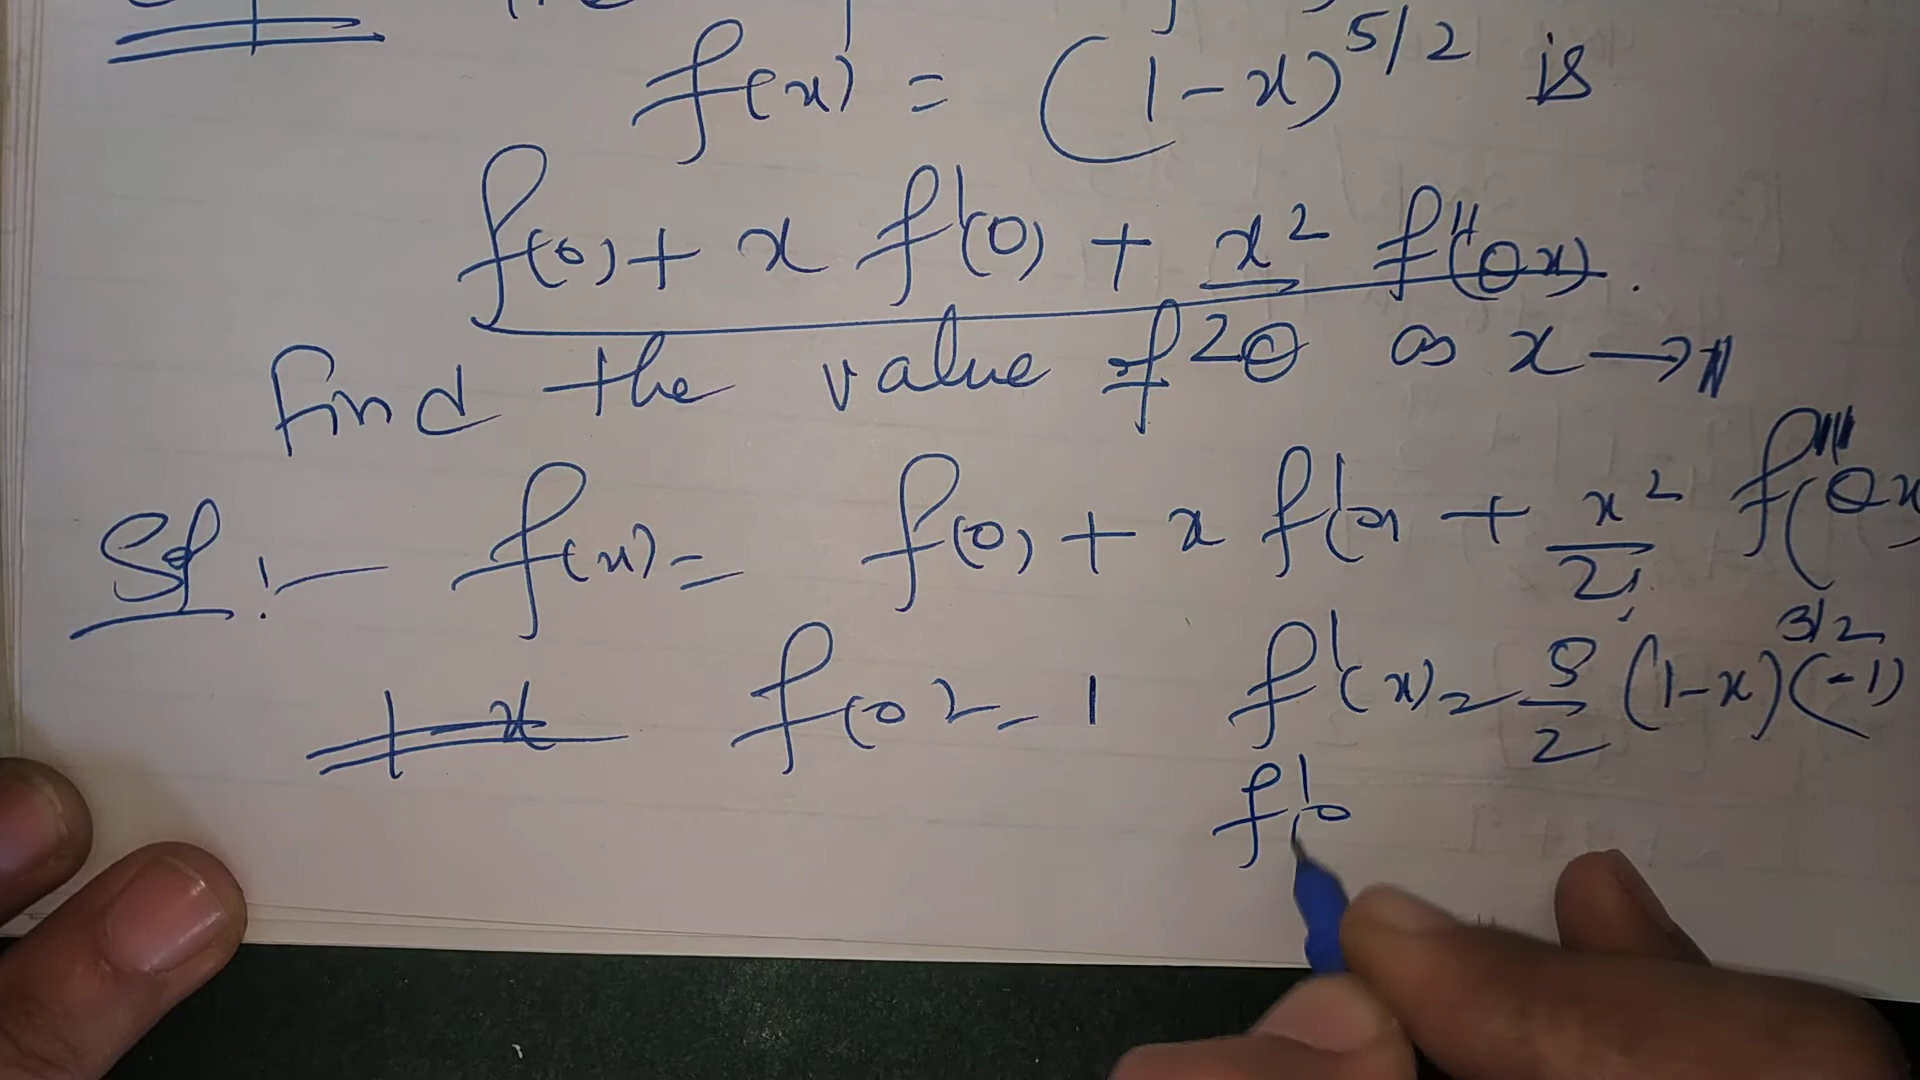 f(x) = (1-x)^5/2 is
f(0) + x f'(0) + x² f''(θx).
find the value of 2θ as x → 1
Sol :- f(x) = f(0) + x f'(0) + x²/2! f''(θx)
1-x f(0) = 1 f'(x) = 5/2 (1-x)^3/2 (-1)
f'(0